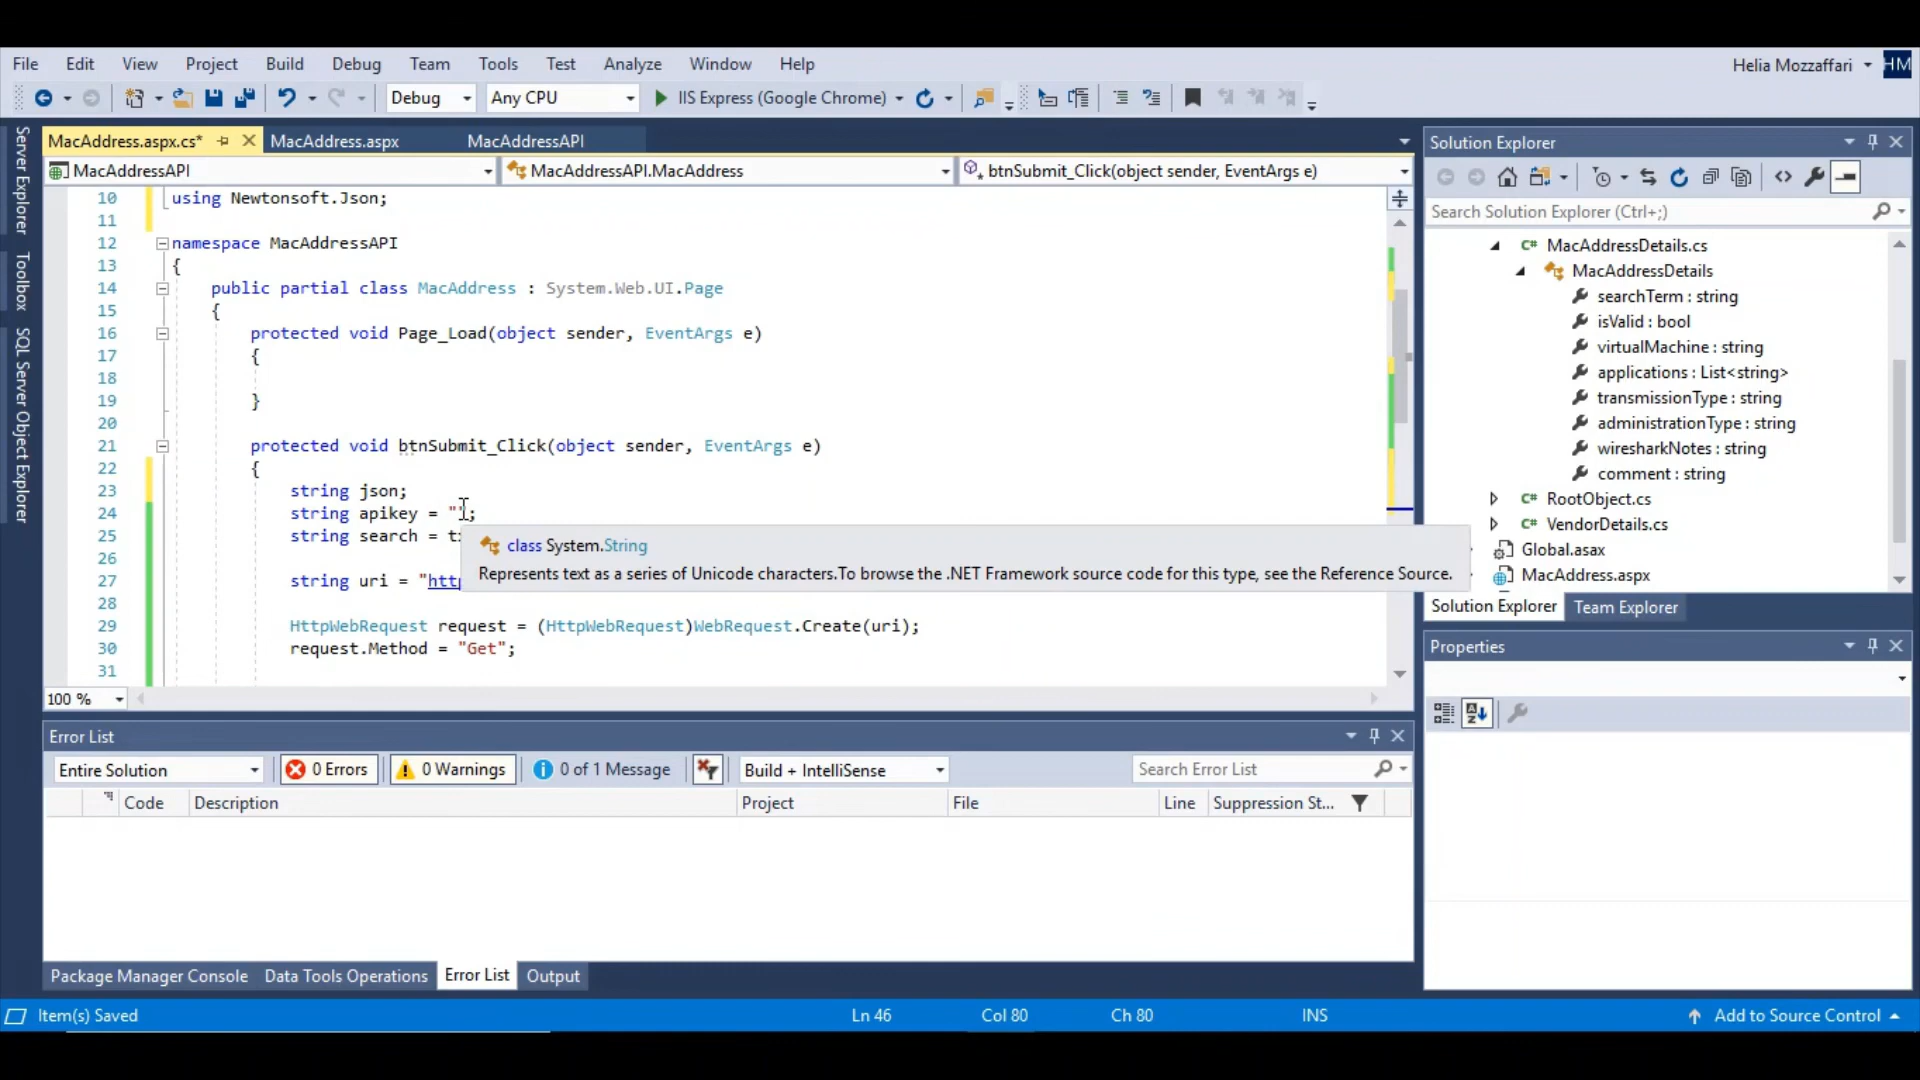 File Edit View Project Build Debug Team Tools Test Analyze Window Help Helia Mozzaffari HM
Debug Any CPU IIS Express (Google Chrome)
MacAddress.aspx.cs* MacAddress.aspx MacAddressAPI
MacAddressAPI MacAddressAPI.MacAddress btnSubmit_Click(object sender, EventArgs e)
10 using Newtonsoft.Json;
11
12 namespace MacAddressAPI
13 {
14 public partial class MacAddress : System.Web.UI.Page
15 {
16 protected void Page_Load(object sender, EventArgs e)
17 {
18
19 }
20
21 protected void btnSubmit_Click(object sender, EventArgs e)
22 {
23 string json;
24 string apikey = "";
25 string search =
26
27 string uri = "http
28
29 HttpWebRequest request = (HttpWebRequest)WebRequest.Create(uri);
30 request.Method = "Get";
31
class System.String
Represents text as a series of Unicode characters.To browse the .NET Framework source code for this type, see the Reference Source.
100 %
Server Explorer
Toolbox
SQL Server Object Explorer
Solution Explorer
Search Solution Explorer (Ctrl+;)
C# MacAddressDetails.cs
MacAddressDetails
searchTerm : string
isValid : bool
virtualMachine : string
applications : List<string>
transmissionType : string
administrationType : string
wiresharkNotes : string
comment : string
C# RootObject.cs
C# VendorDetails.cs
Global.asax
MacAddress.aspx
Solution Explorer Team Explorer
Properties
Error List
Entire Solution 0 Errors 0 Warnings 0 of 1 Message Build + IntelliSense Search Error List
Code Description Project File Line Suppression St...
Package Manager Console Data Tools Operations Error List Output
Item(s) Saved Ln 46 Col 80 Ch 80 INS Add to Source Control